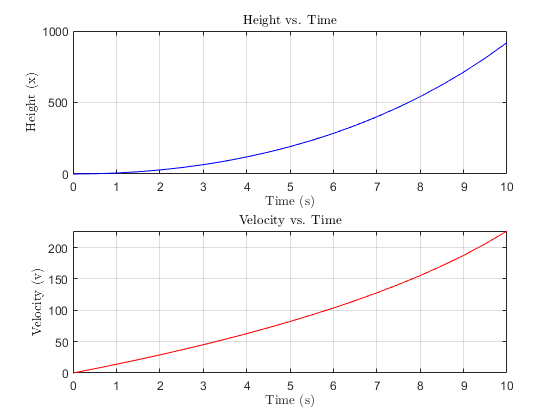 Height vs. Time
1000
500
0
Height (x)
0 1 2 3 4 5 6 7 8 9 10
Time (s)
Velocity vs. Time
200
150
100
50
0
Velocity (v)
0 1 2 3 4 5 6 7 8 9 10
Time (s)